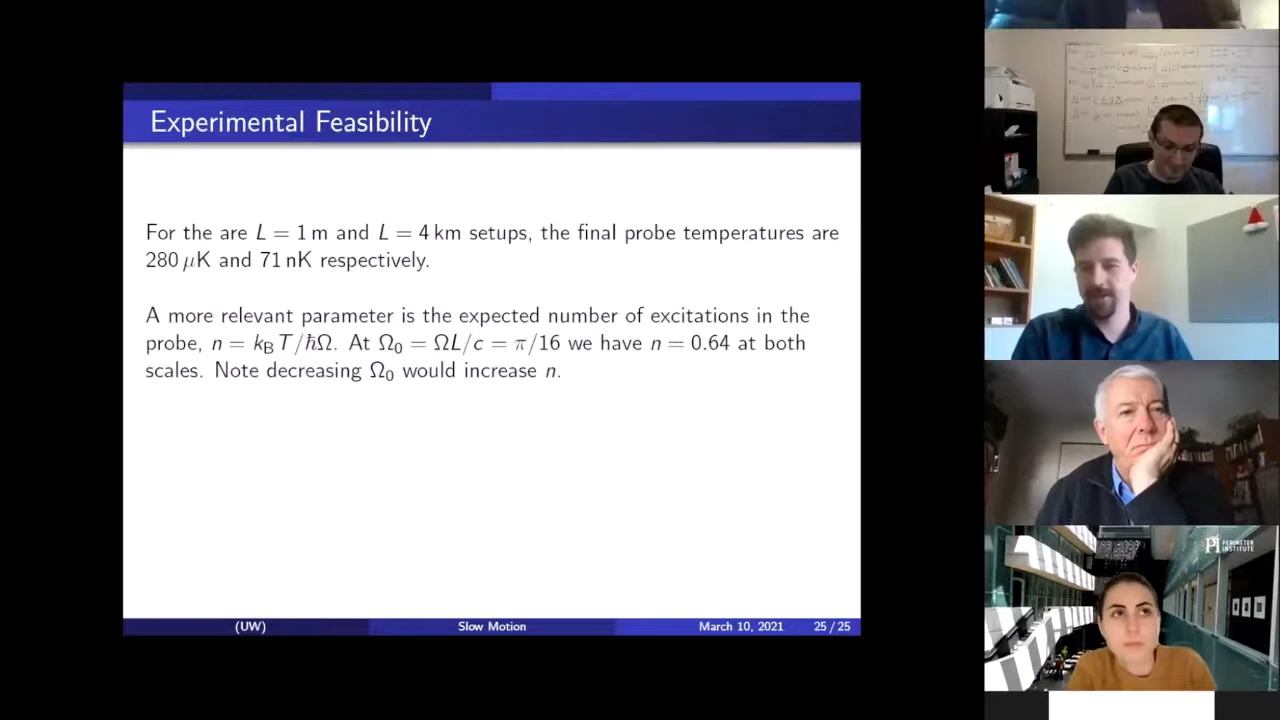 Experimental Feasibility
For the are L = 1 m and L = 4 km setups, the final probe temperatures are
280 μK and 71 nK respectively.
A more relevant parameter is the expected number of excitations in the
probe, n = k_B T/ℏΩ. At Ω₀ = ΩL/c = π/16 we have n = 0.64 at both
scales. Note decreasing Ω₀ would increase n.
(UW) Slow Motion March 10, 2021 25 / 25
PI PERIMETER
INSTITUTE